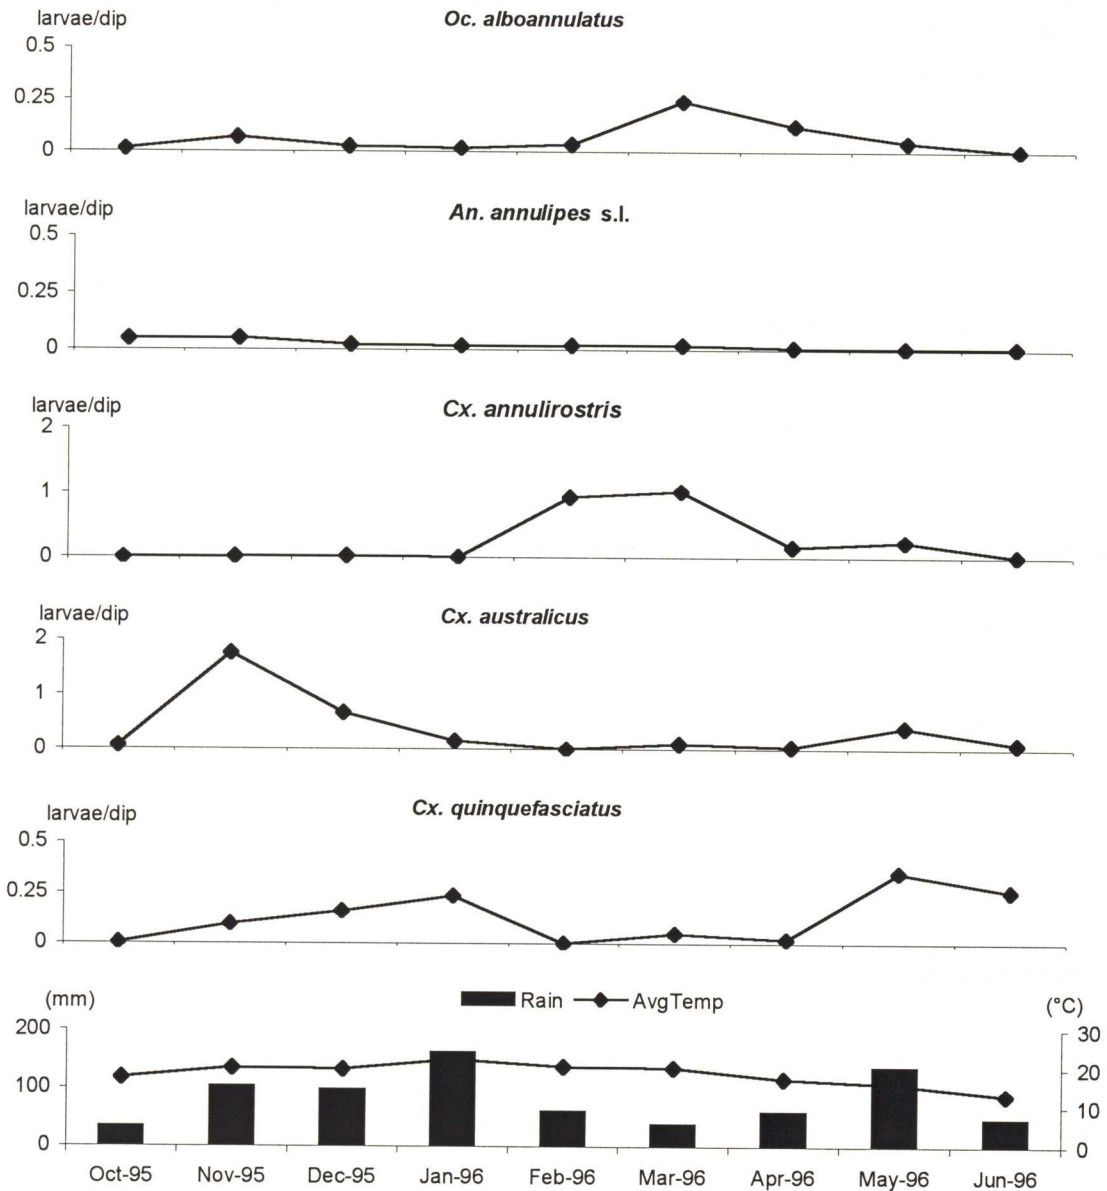 larvae/dip
Oc. alboannulatus
0.5
0.25
0
larvae/dip
An. annulipes s.l.
0.5
0.25
0
larvae/dip
Cx. annulirostris
2
1
0
larvae/dip
Cx. australicus
2
1
0
larvae/dip
Cx. quinquefasciatus
0.5
0.25
0
(mm)
Rain AvgTemp
(°C)
200
100
0
30
20
10
0
Oct-95 Nov-95 Dec-95 Jan-96 Feb-96 Mar-96 Apr-96 May-96 Jun-96